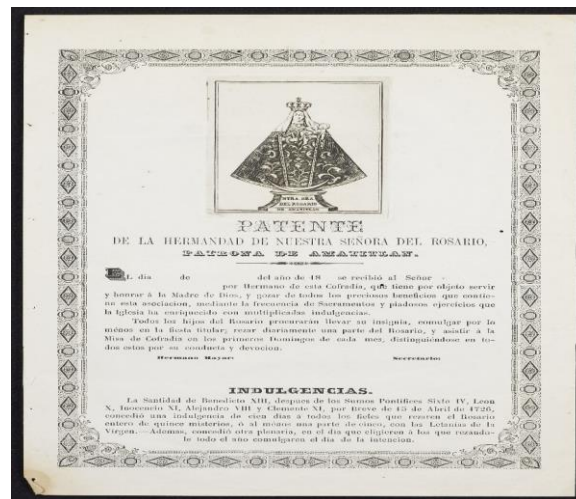 NTRA SRA
DEL ROSARIO
PATENTE
DE LA HERMANDAD DE NUESTRA SEÑORA DEL ROSARIO,
PATRONA DE AMATITLAN.
EL dia de del año de 18 se recibió al Señor
por Hermano de esta Cofradia, que tiene por objeto servir
y honrar á la Madre de Dios, y gozar de todos los preciosos beneficios que contie-
ne esta asociacion, mediante la frecuencia de Sacramentos y piadosos ejercicios que
la Iglesia ha enriquecido con multiplicadas indulgencias.
Todos los hijos del Rosario procurarán llevar su insignia, comulgar por lo
ménos en la fiesta titular; rezar diariamente una parte del Rosario, y asistir á la
Misa de Cofradia en los primeros Domingos de cada mes, distinguiéndose en to-
dos estos por su conducta y devocion.
Hermano Mayor: Secretario:
INDULGENCIAS.
La Santidad de Benedicto XIII, despues de los Sumos Pontífices Sixto IV, Leon
X, Inocencio XI, Alejandro VIII y Clemente XI, por Breve de 13 de Abril de 1726,
concedió una indulgencia de cien dias á todos los fieles que rezaren el Rosario
entero de quince misterios, ó al ménos una parte de cinco, con las Letanías de la
Vírgen. Ademas, concedió otra plenaria, en el dia que eligieren á los que rezando-
le todo el año comulgaren el dia de la intencion.